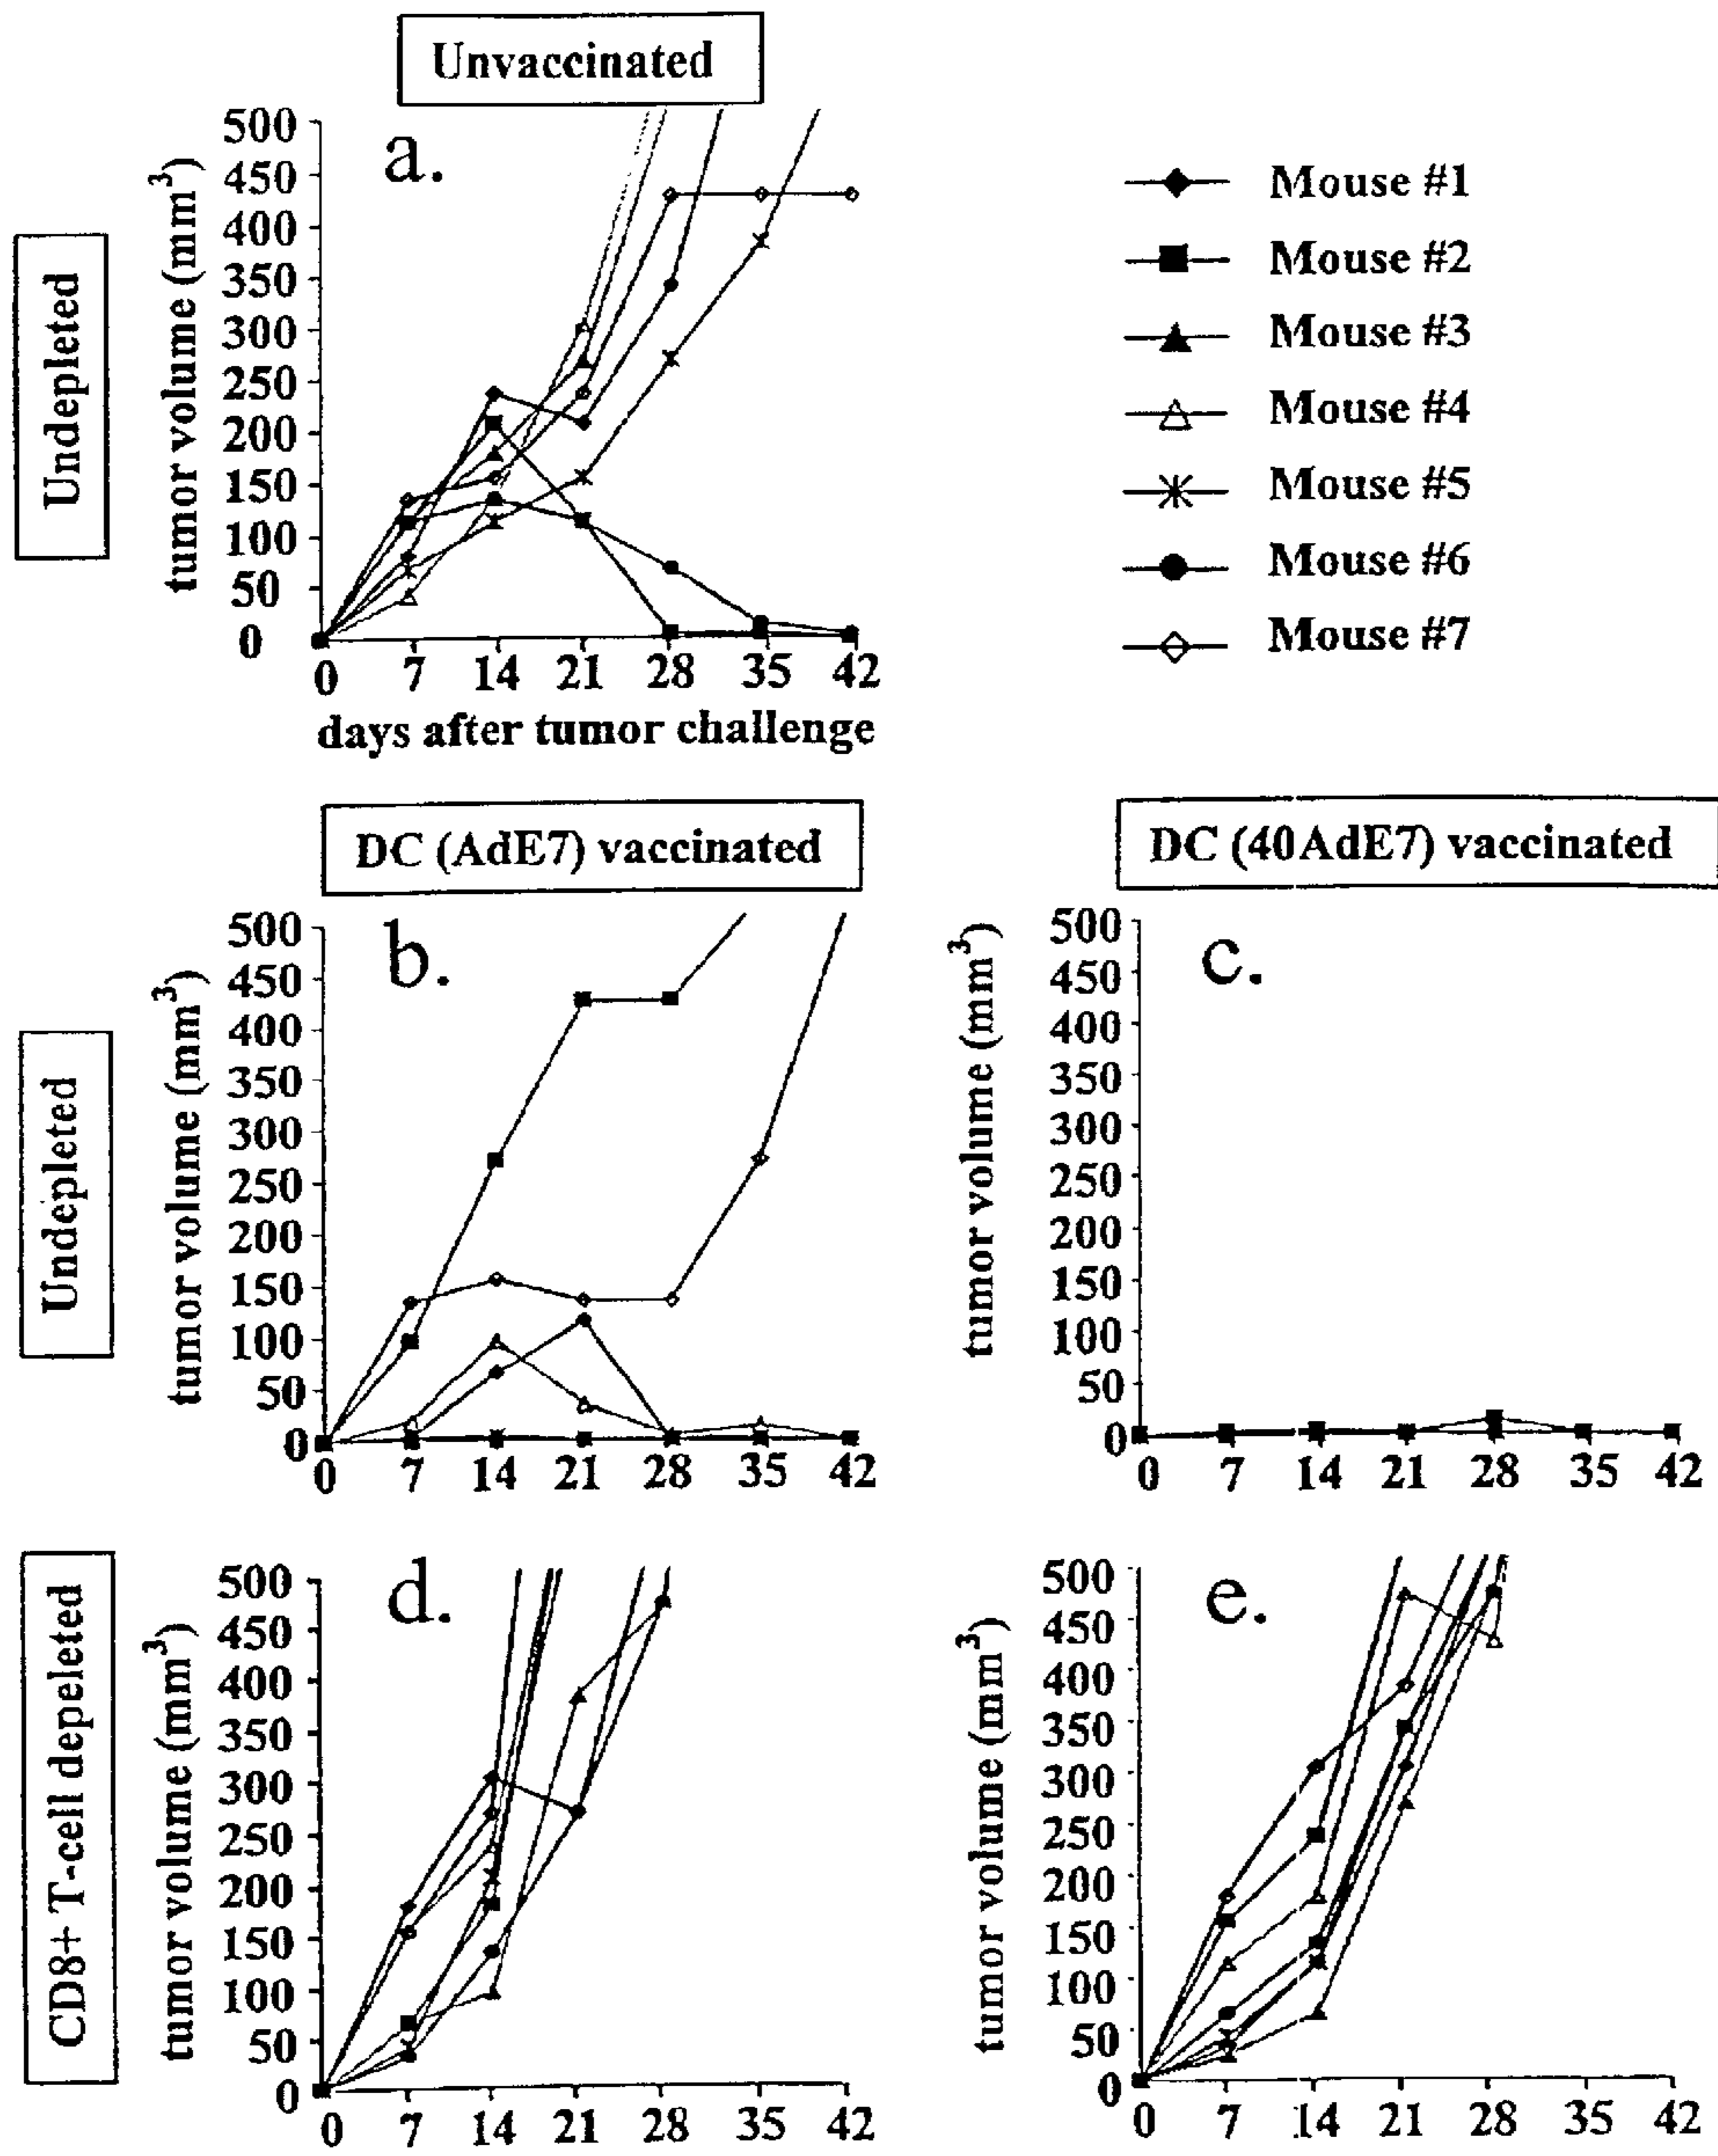 Unvaccinated
Undepleted
tumor volume (mm³)
500
450
400
350
300
250
200
150
100
50
0
a.
0 7 14 21 28 35 42
days after tumor challenge
Mouse #1
Mouse #2
Mouse #3
Mouse #4
Mouse #5
Mouse #6
Mouse #7
DC (AdE7) vaccinated
DC (40AdE7) vaccinated
Undepleted
tumor volume (mm³)
500
450
400
350
300
250
200
150
100
50
0
b.
0 7 14 21 28 35 42
tumor volume (mm³)
500
450
400
350
300
250
200
150
100
50
0
c.
0 7 14 21 28 35 42
CD8+ T-cell depleted
tumor volume (mm³)
500
450
400
350
300
250
200
150
100
50
0
d.
0 7 14 21 28 35 42
tumor volume (mm³)
500
450
400
350
300
250
200
150
100
50
0
e.
0 7 14 21 28 35 42